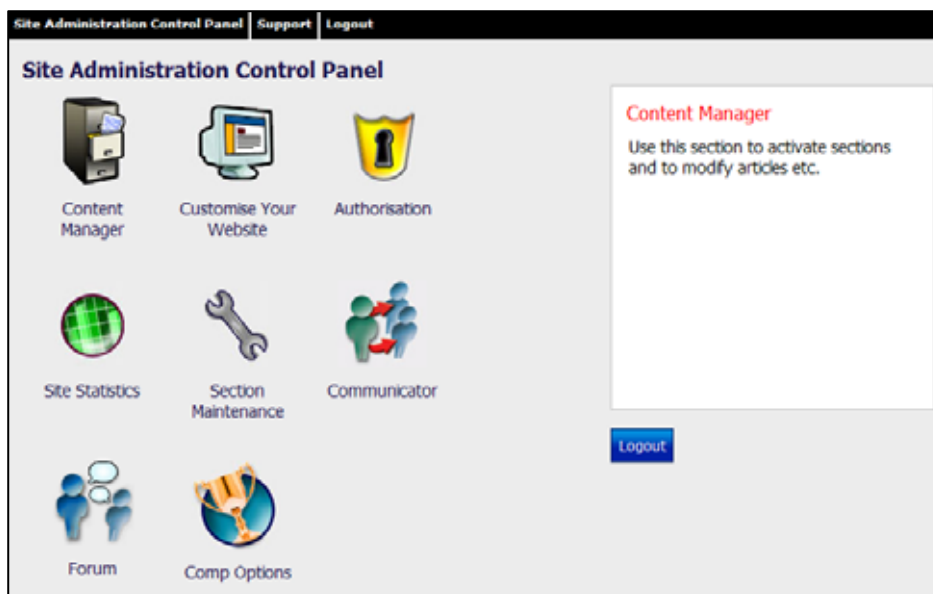 Site Administration Control Panel Support Logout
Site Administration Control Panel
Content
Manager
Customise Your
Website
Authorisation
Site Statistics
Section
Maintenance
Communicator
Forum
Comp Options
Content Manager
Use this section to activate sections
and to modify articles etc.
Logout